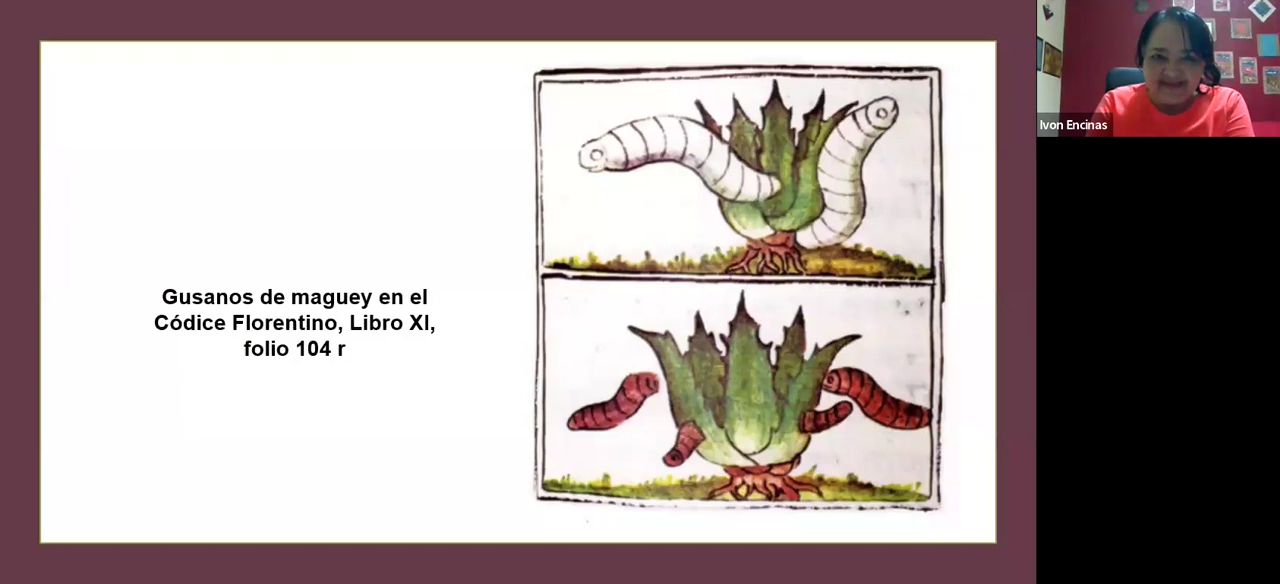 Gusanos de maguey en el
Códice Florentino, Libro XI,
folio 104 r
Ivon Encinas